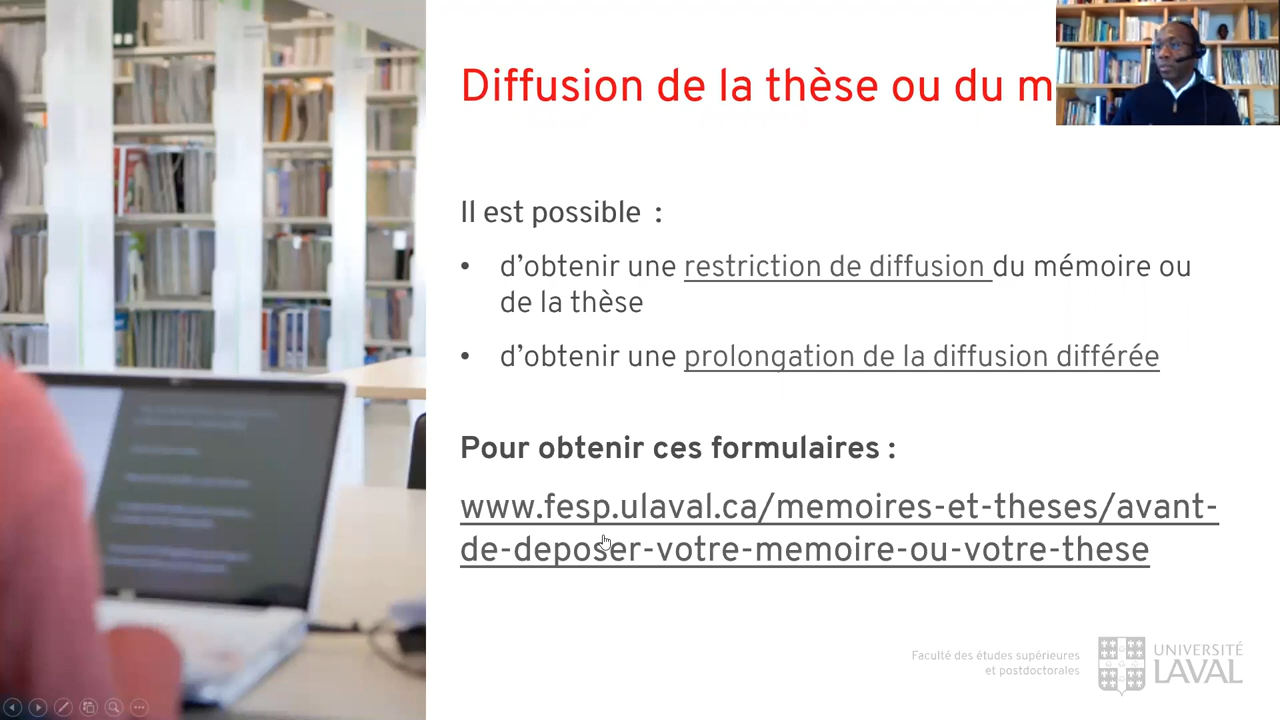 Diffusion de la thèse ou du m
Il est possible :
• d’obtenir une restriction de diffusion du mémoire ou
de la thèse
• d’obtenir une prolongation de la diffusion différée
Pour obtenir ces formulaires :
www.fesp.ulaval.ca/memoires-et-theses/avant-
de-deposer-votre-memoire-ou-votre-these
Faculté des études supérieures
et postdoctorales
UNIVERSITÉ
LAVAL